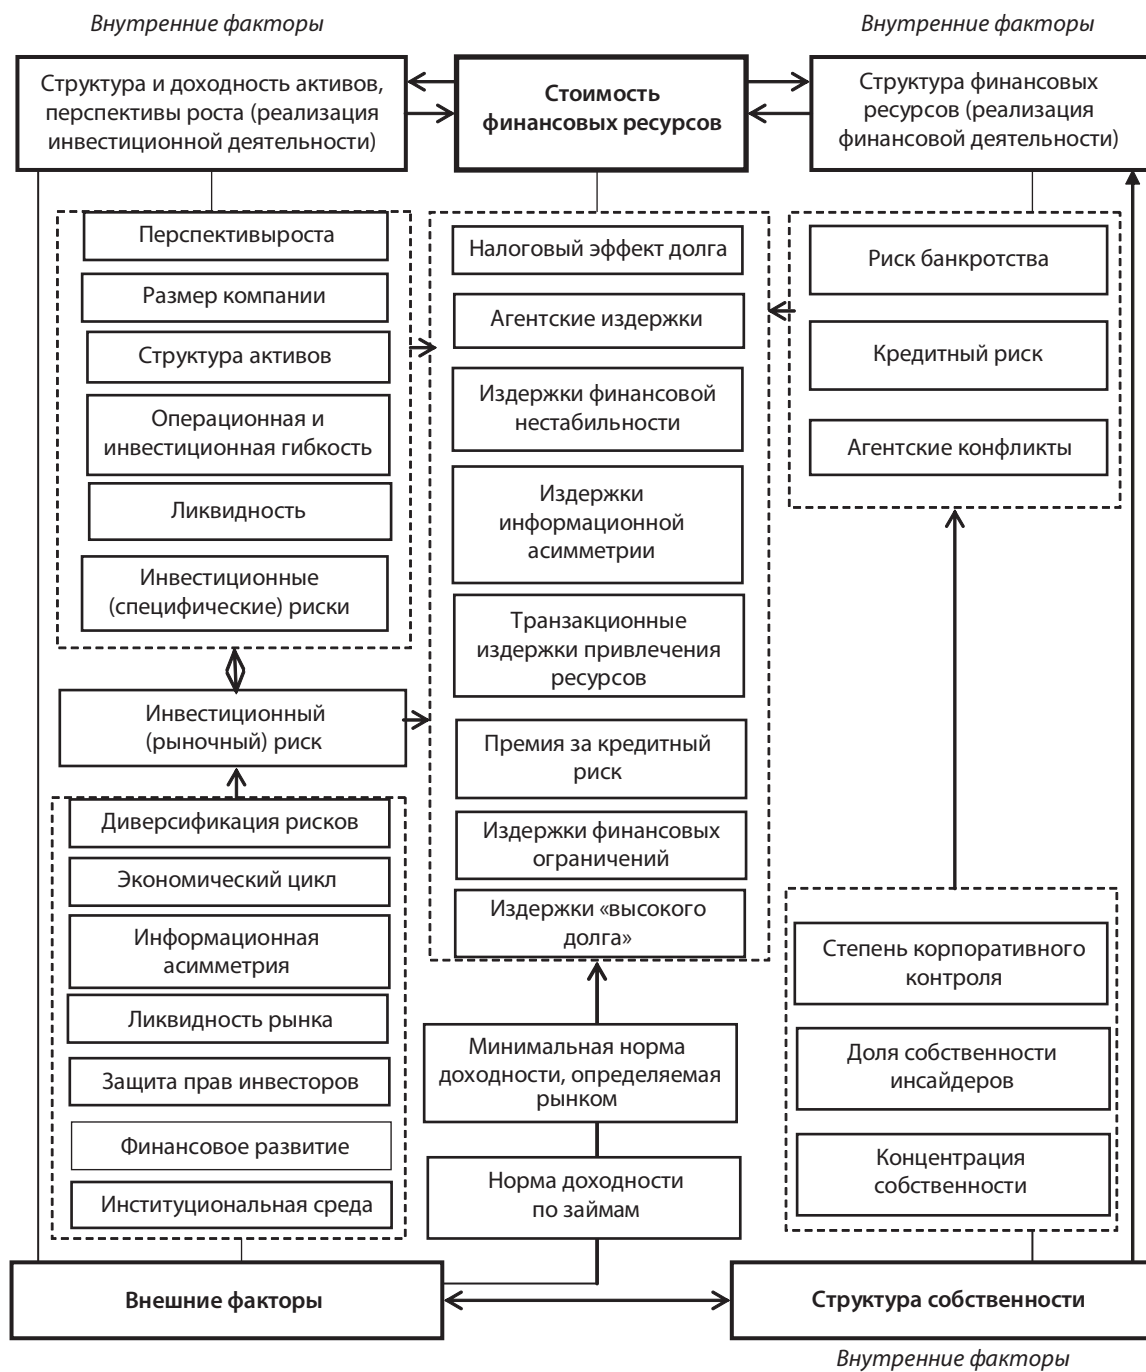 Внутренние факторы
Внутренние факторы
Структура и доходность активов,
перспективы роста (реализация
инвестиционной деятельности)
Стоимость
финансовых ресурсов
Структура финансовых
ресурсов (реализация
финансовой деятельности)
Перспективыроста
Размер компании
Структура активов
Операционная и
инвестиционная гибкость
Ликвидность
Инвестиционные
(специфические) риски
Инвестиционный
(рыночный) риск
Диверсификация рисков
Экономический цикл
Информационная
асимметрия
Ликвидность рынка
Защита прав инвесторов
Финансовое развитие
Институциональная среда
Налоговый эффект долга
Агентские издержки
Издержки финансовой
нестабильности
Издержки
информационной
асимметрии
Транзакционные
издержки привлечения
ресурсов
Премия за кредитный
риск
Издержки финансовых
ограничений
Издержки «высокого
долга»
Минимальная норма
доходности, определяемая
рынком
Норма доходности
по займам
Риск банкротства
Кредитный риск
Агентские конфликты
Степень корпоративного
контроля
Доля собственности
инсайдеров
Концентрация
собственности
Внешние факторы
Структура собственности
Внутренние факторы